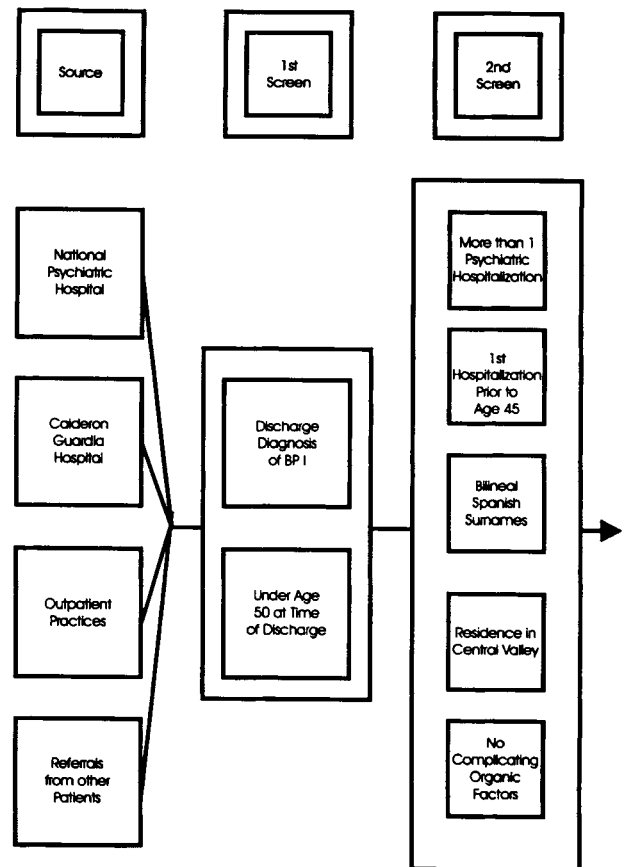 Source
1st
Screen
2nd
Screen
National
Psychiatric
Hospital
Calderon
Guardia
Hospital
Outpatient
Practices
Referrals
from other
Patients
Discharge
Diagnosis
of BP I
Under Age
50 at Time
of Discharge
More than 1
Psychiatric
Hospitalization
1st
Hospitalization
Prior to
Age 45
Bilineal
Spanish
Surnames
Residence in
Central Valley
No
Complicating
Organic
Factors